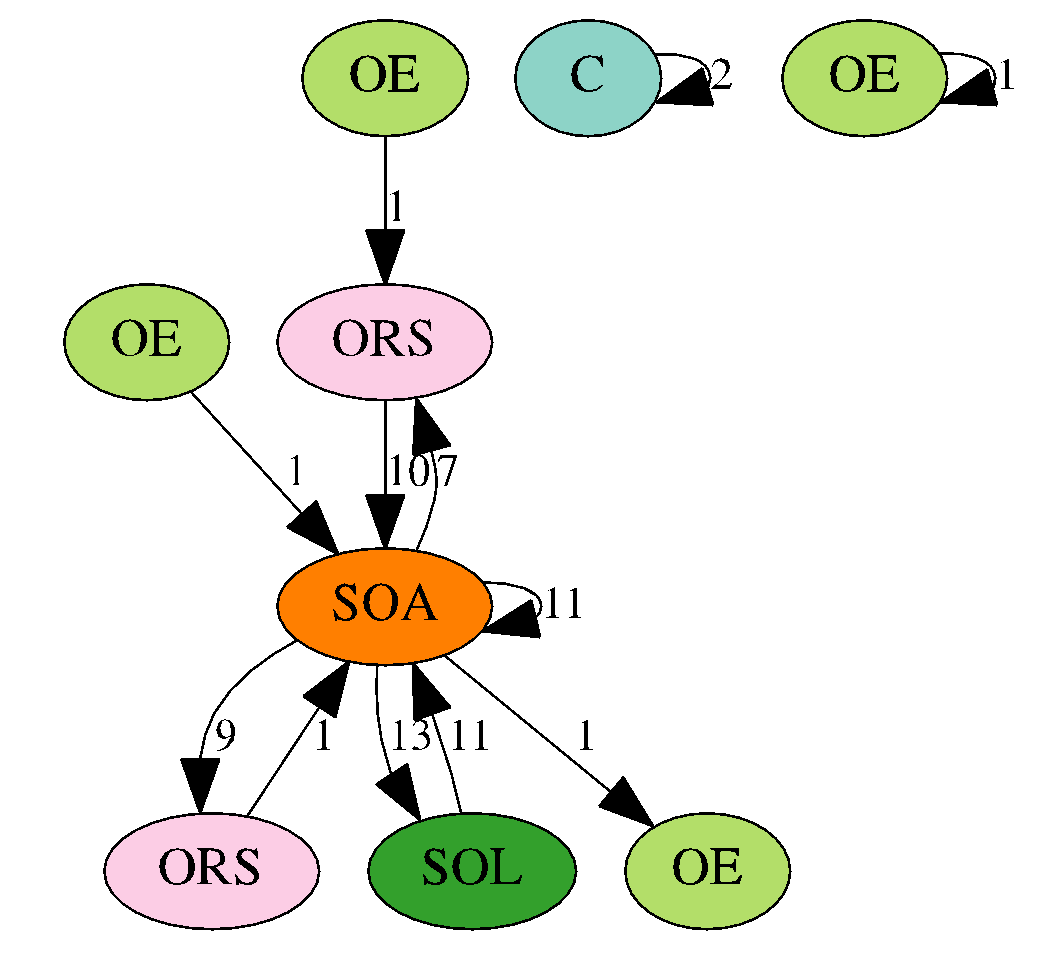 OE C 2 OE 1
1
OE ORS
1 10 7
SOA 11
9 1 13 11 1
ORS SOL OE